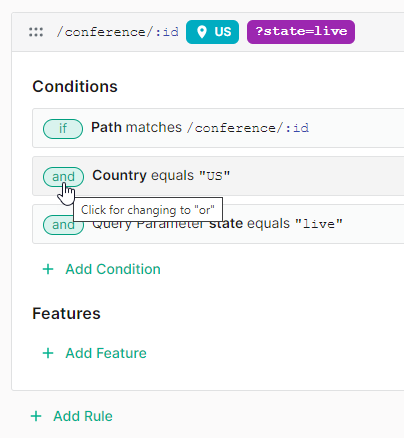 /conference/:id US ?state=live
Conditions
if Path matches /conference/:id
and Country equals "US"
Click for changing to "or"
and Query Parameter state equals "live"
+ Add Condition
Features
+ Add Feature
+ Add Rule